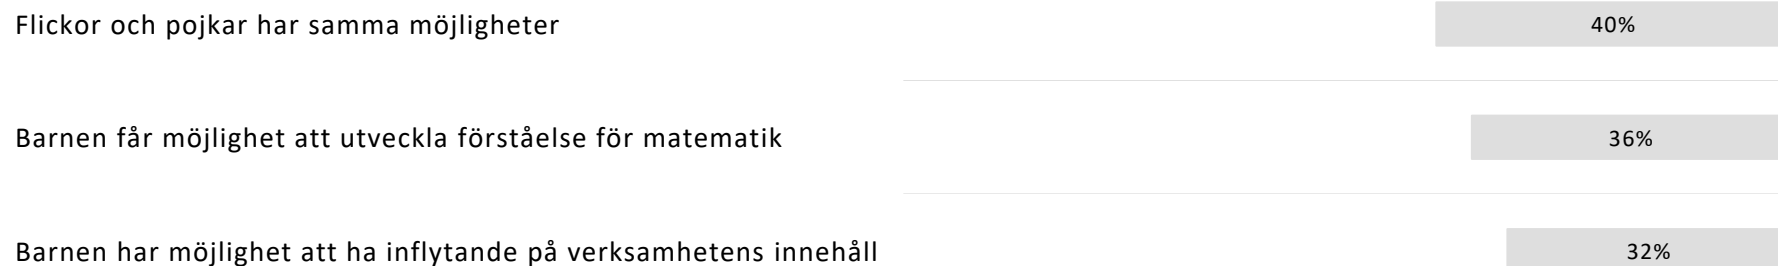 Flickor och pojkar har samma möjligheter 40%
Barnen får möjlighet att utveckla förståelse för matematik 36%
Barnen har möjlighet att ha inflytande på verksamhetens innehåll 32%